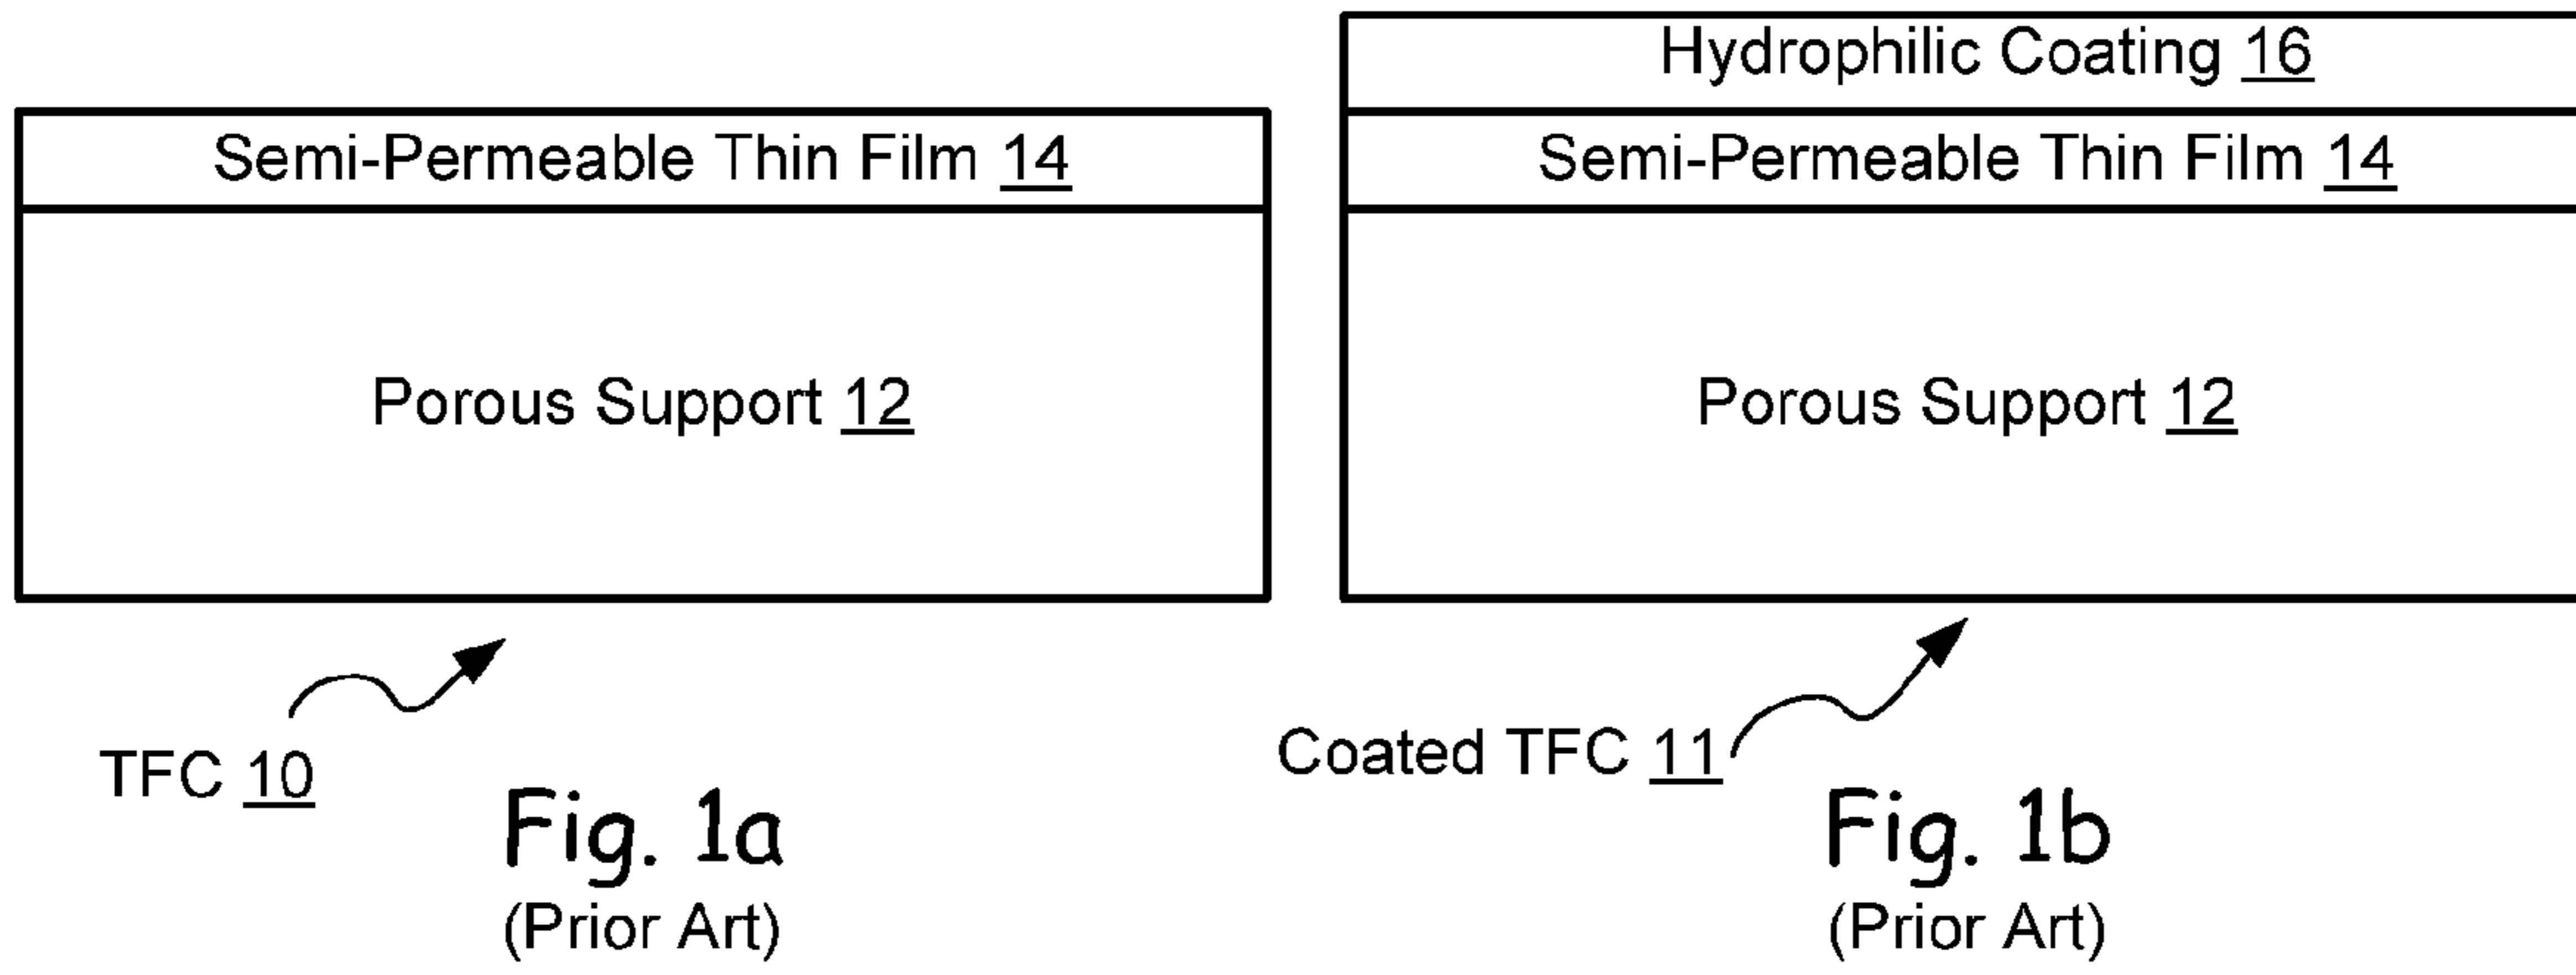 Semi-Permeable Thin Film 14
Porous Support 12
TFC 10
Fig. 1a
(Prior Art)
Hydrophilic Coating 16
Semi-Permeable Thin Film 14
Porous Support 12
Coated TFC 11
Fig. 1b
(Prior Art)